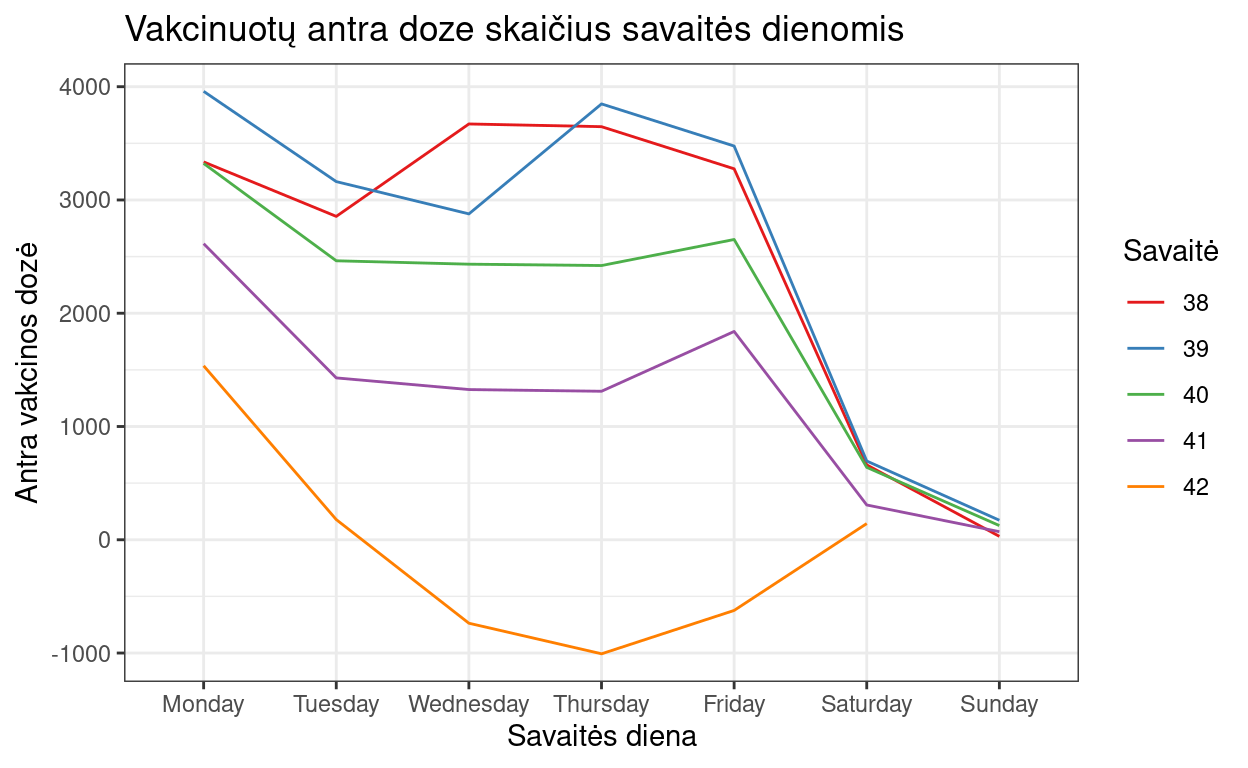 Vakcinuotų antra doze skaičius savaitės dienomis
Antra vakcinos dozė
4000
3000
2000
1000
0
-1000
Monday Tuesday Wednesday Thursday Friday Saturday Sunday
Savaitės diena
Savaitė
38
39
40
41
42